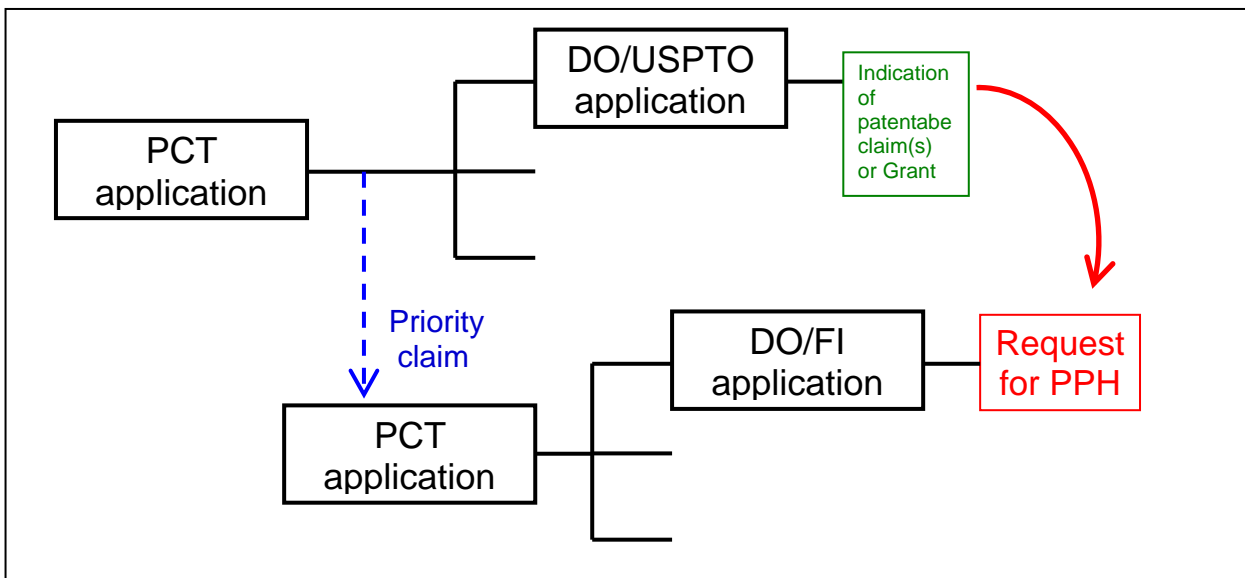 DO/USPTO
application
Indication
of
patentabe
claim(s)
or Grant
PCT
application
Priority
claim
DO/FI
application
Request
for PPH
PCT
application